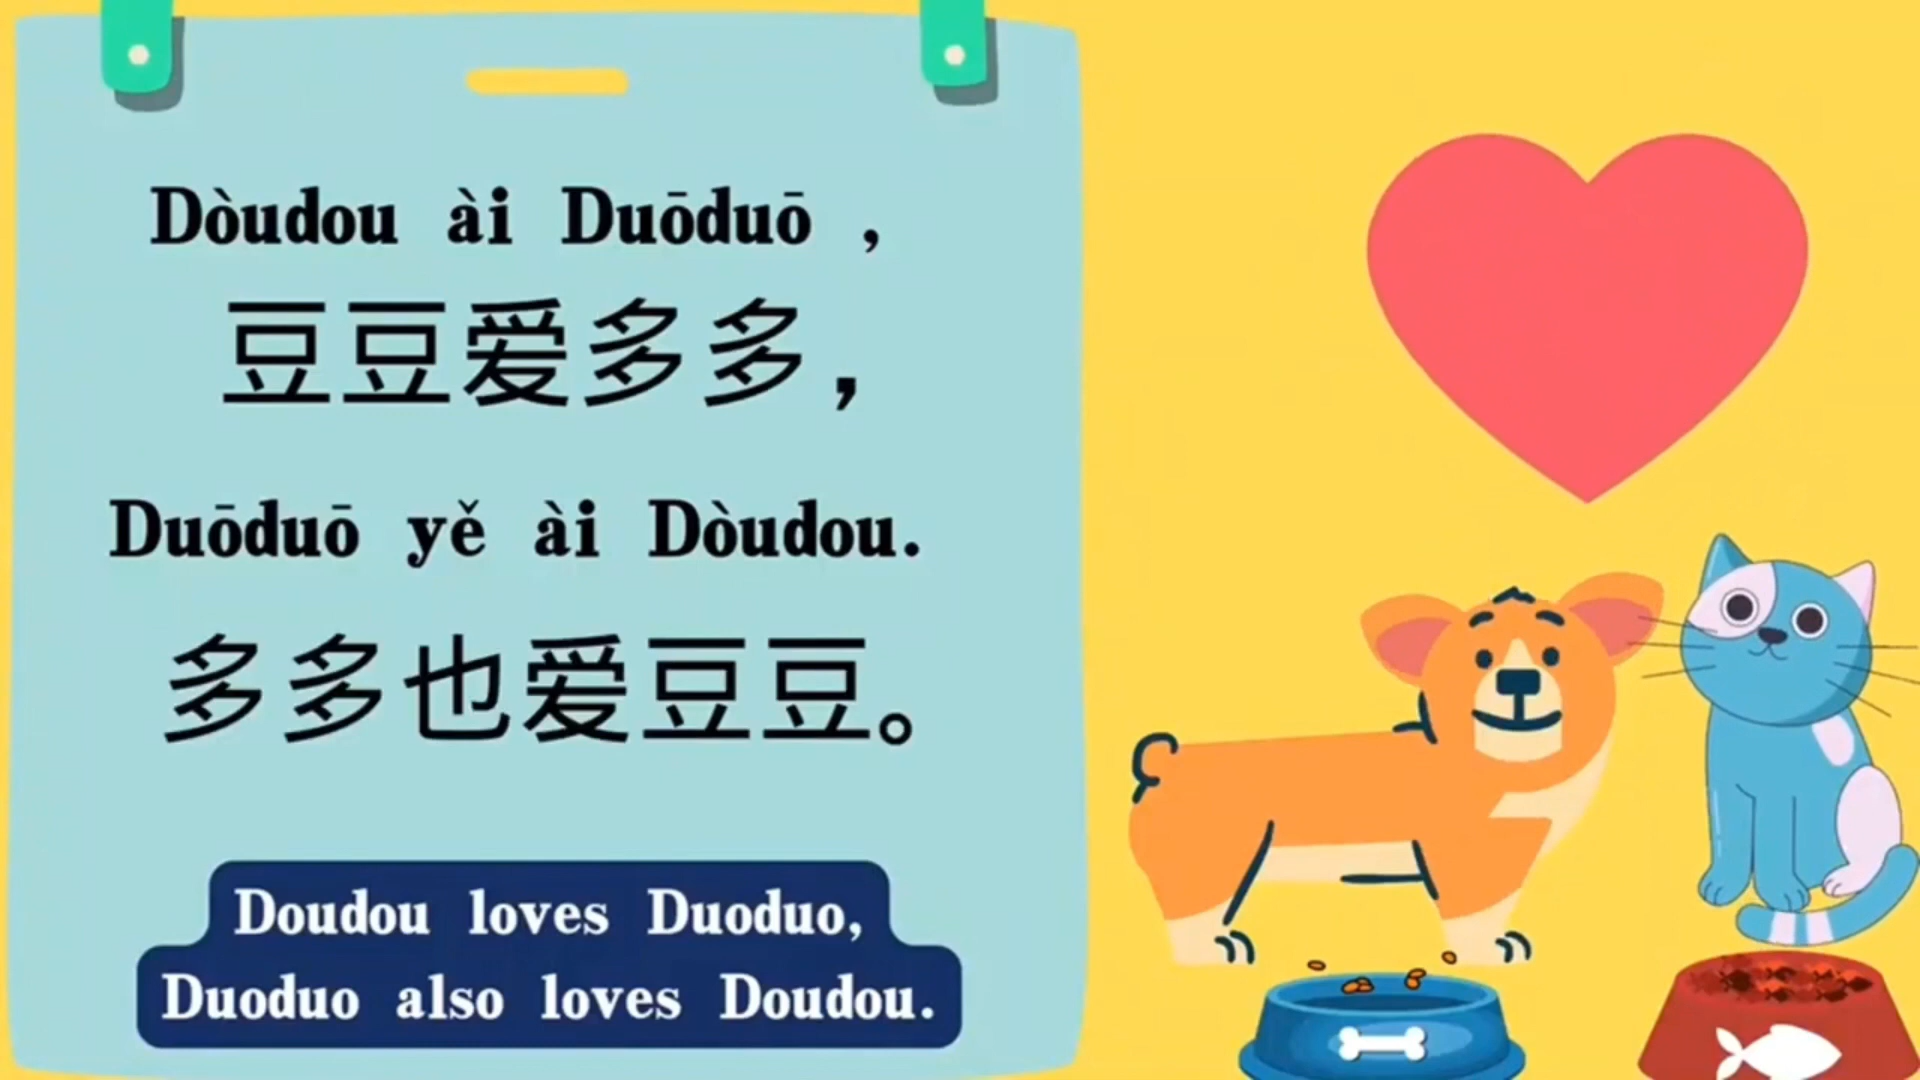 Dòudou ài Duōduō ,
豆豆爱多多，
Duōduō yě ài Dòudou.
多多也爱豆豆。
Doudou loves Duoduo,
Duoduo also loves Doudou.